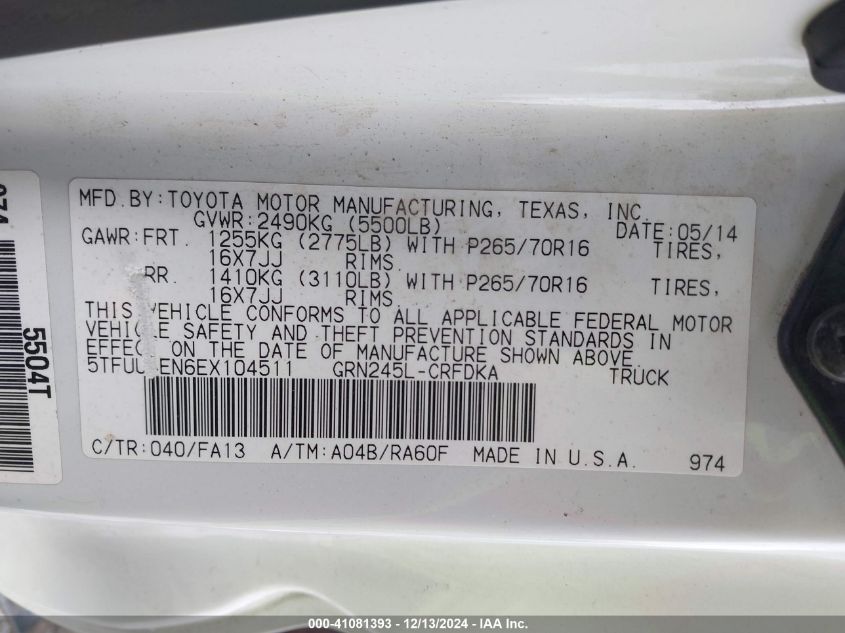 MFD.BY:TOYOTA MOTOR MANUFACTURING, TEXAS, INC.
GVWR:2490KG (5500LB) DATE:05/14
GAWR:FRT. 1255KG (2775LB) WITH P265/70R16 TIRES,
16X7JJ RIMS
RR. 1410KG (3110LB) WITH P265/70R16 TIRES,
16X7JJ RIMS
THIS VEHICLE CONFORMS TO ALL APPLICABLE FEDERAL MOTOR
SAFETY AND THEFT PREVENTION STANDARDS IN
ON THE DATE OF MANUFACTURE SHOWN ABOVE.
EN6EX104511 GRN245L-CRFDKA TRUCK
C/TR:040/FA13 A/TM:A04B/RA60F MADE IN U.S.A. 974
5504T
000-41081393 - 12/13/2024 - IAA Inc.